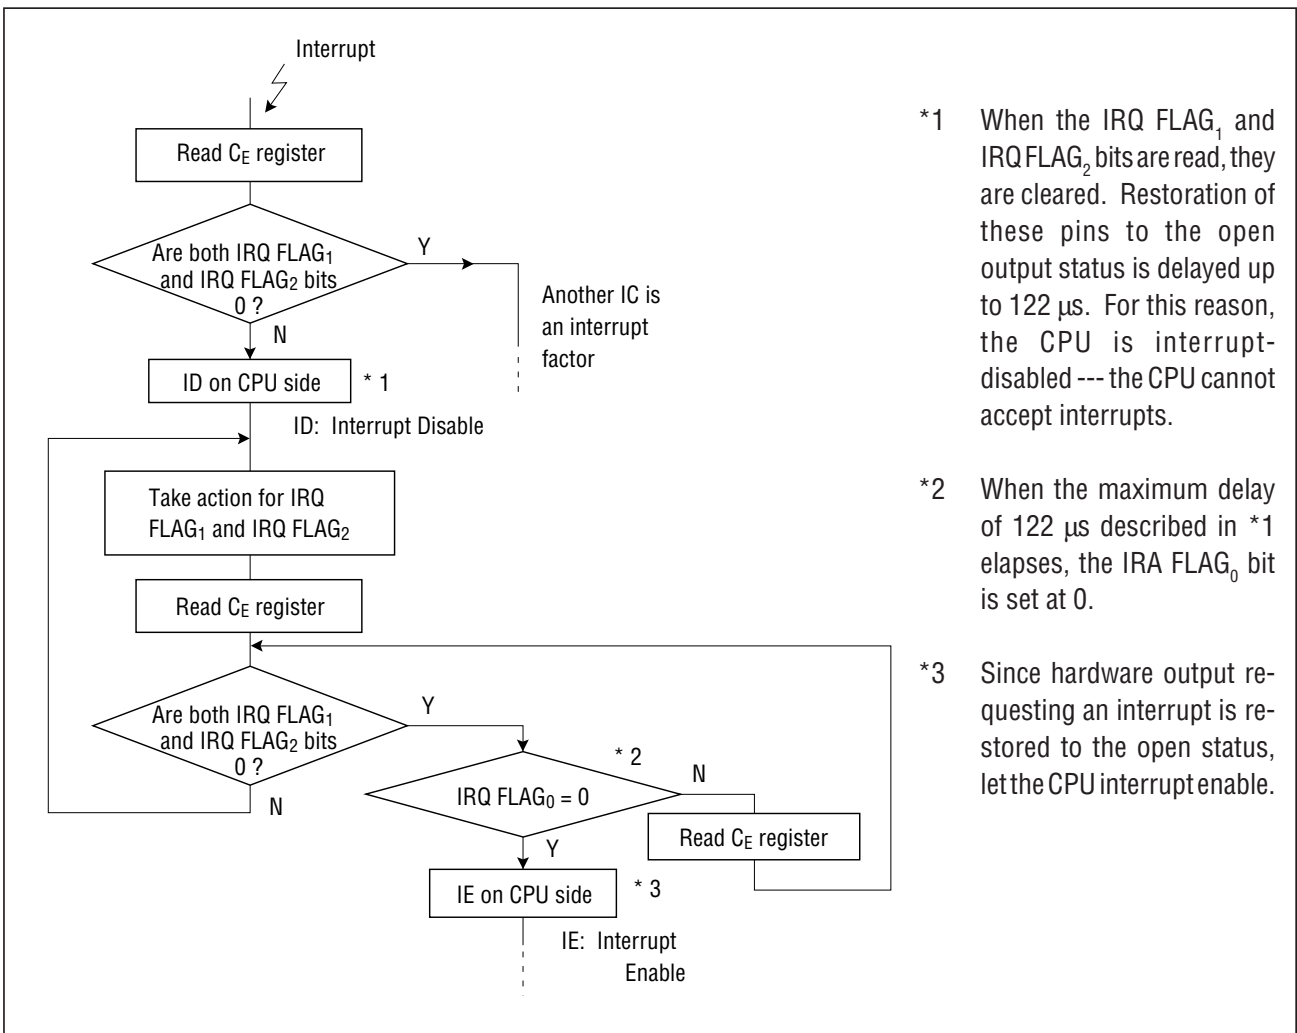 Interrupt
Read CE register
Are both IRQ FLAG1
and IRQ FLAG2 bits
0 ?
Y
N
Another IC is
an interrupt
factor
ID on CPU side
* 1
ID: Interrupt Disable
Take action for IRQ
FLAG1 and IRQ FLAG2
Read CE register
Are both IRQ FLAG1
and IRQ FLAG2 bits
0 ?
Y
N
* 2
IRQ FLAG0 = 0
N
Y
Read CE register
IE on CPU side
* 3
IE: Interrupt
Enable
*1 When the IRQ FLAG1 and
IRQ FLAG2 bits are read, they
are cleared. Restoration of
these pins to the open
output status is delayed up
to 122 μs. For this reason,
the CPU is interrupt-
disabled --- the CPU cannot
accept interrupts.
*2 When the maximum delay
of 122 μs described in *1
elapses, the IRA FLAG0 bit
is set at 0.
*3 Since hardware output re-
questing an interrupt is re-
stored to the open status,
let the CPU interrupt enable.